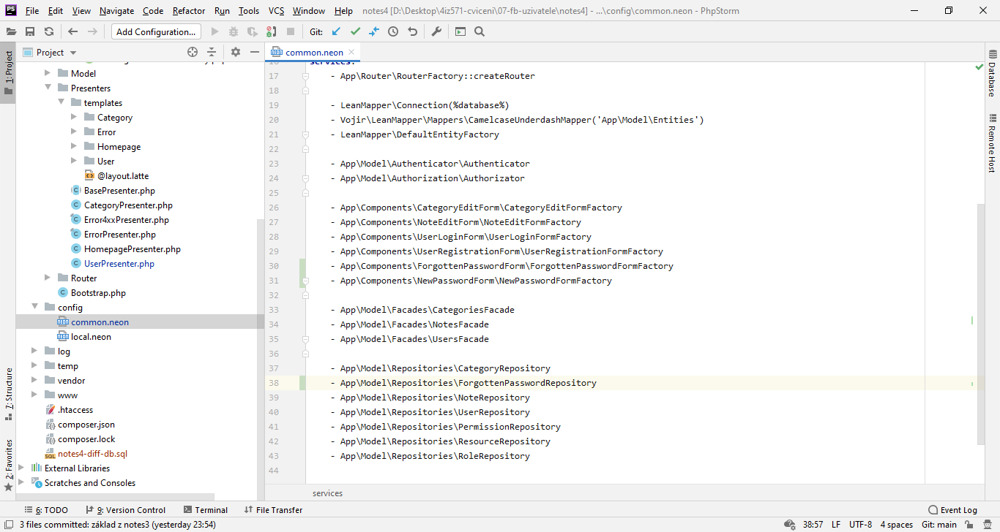 PS File Edit View Navigate Code Refactor Run Tools VCS Window Help notes4 [D:\Desktop\4iz571-cviceni\07-fb-uzivatele\notes4] - ...\config\common.neon - PhpStorm
Add Configuration... Git:
Project
common.neon
1: Project
7: Structure
2: Favorites
Model
Presenters
templates
Category
Error
Homepage
User
@layout.latte
BasePresenter.php
CategoryPresenter.php
Error4xxPresenter.php
ErrorPresenter.php
HomepagePresenter.php
UserPresenter.php
Router
Bootstrap.php
config
common.neon
local.neon
log
temp
vendor
www
.htaccess
composer.json
composer.lock
notes4-diff-db.sql
External Libraries
Scratches and Consoles
16 services:
17 - App\Router\RouterFactory::createRouter
18
19 - LeanMapper\Connection(%database%)
20 - Vojir\LeanMapper\Mappers\CamelcaseUnderdashMapper('App\Model\Entities')
21 - LeanMapper\DefaultEntityFactory
22
23 - App\Model\Authenticator\Authenticator
24 - App\Model\Authorization\Authorizator
25
26 - App\Components\CategoryEditForm\CategoryEditFormFactory
27 - App\Components\NoteEditForm\NoteEditFormFactory
28 - App\Components\UserLoginForm\UserLoginFormFactory
29 - App\Components\UserRegistrationForm\UserRegistrationFormFactory
30 - App\Components\ForgottenPasswordForm\ForgottenPasswordFormFactory
31 - App\Components\NewPasswordForm\NewPasswordFormFactory
32
33 - App\Model\Facades\CategoriesFacade
34 - App\Model\Facades\NotesFacade
35 - App\Model\Facades\UsersFacade
36
37 - App\Model\Repositories\CategoryRepository
38 - App\Model\Repositories\ForgottenPasswordRepository
39 - App\Model\Repositories\NoteRepository
40 - App\Model\Repositories\UserRepository
41 - App\Model\Repositories\PermissionRepository
42 - App\Model\Repositories\ResourceRepository
43 - App\Model\Repositories\RoleRepository
44
services
Database
Remote Host
6: TODO 9: Version Control Terminal File Transfer Event Log
3 files committed: základ z notes3 (yesterday 23:54) 38:57 LF UTF-8 4 spaces Git: main